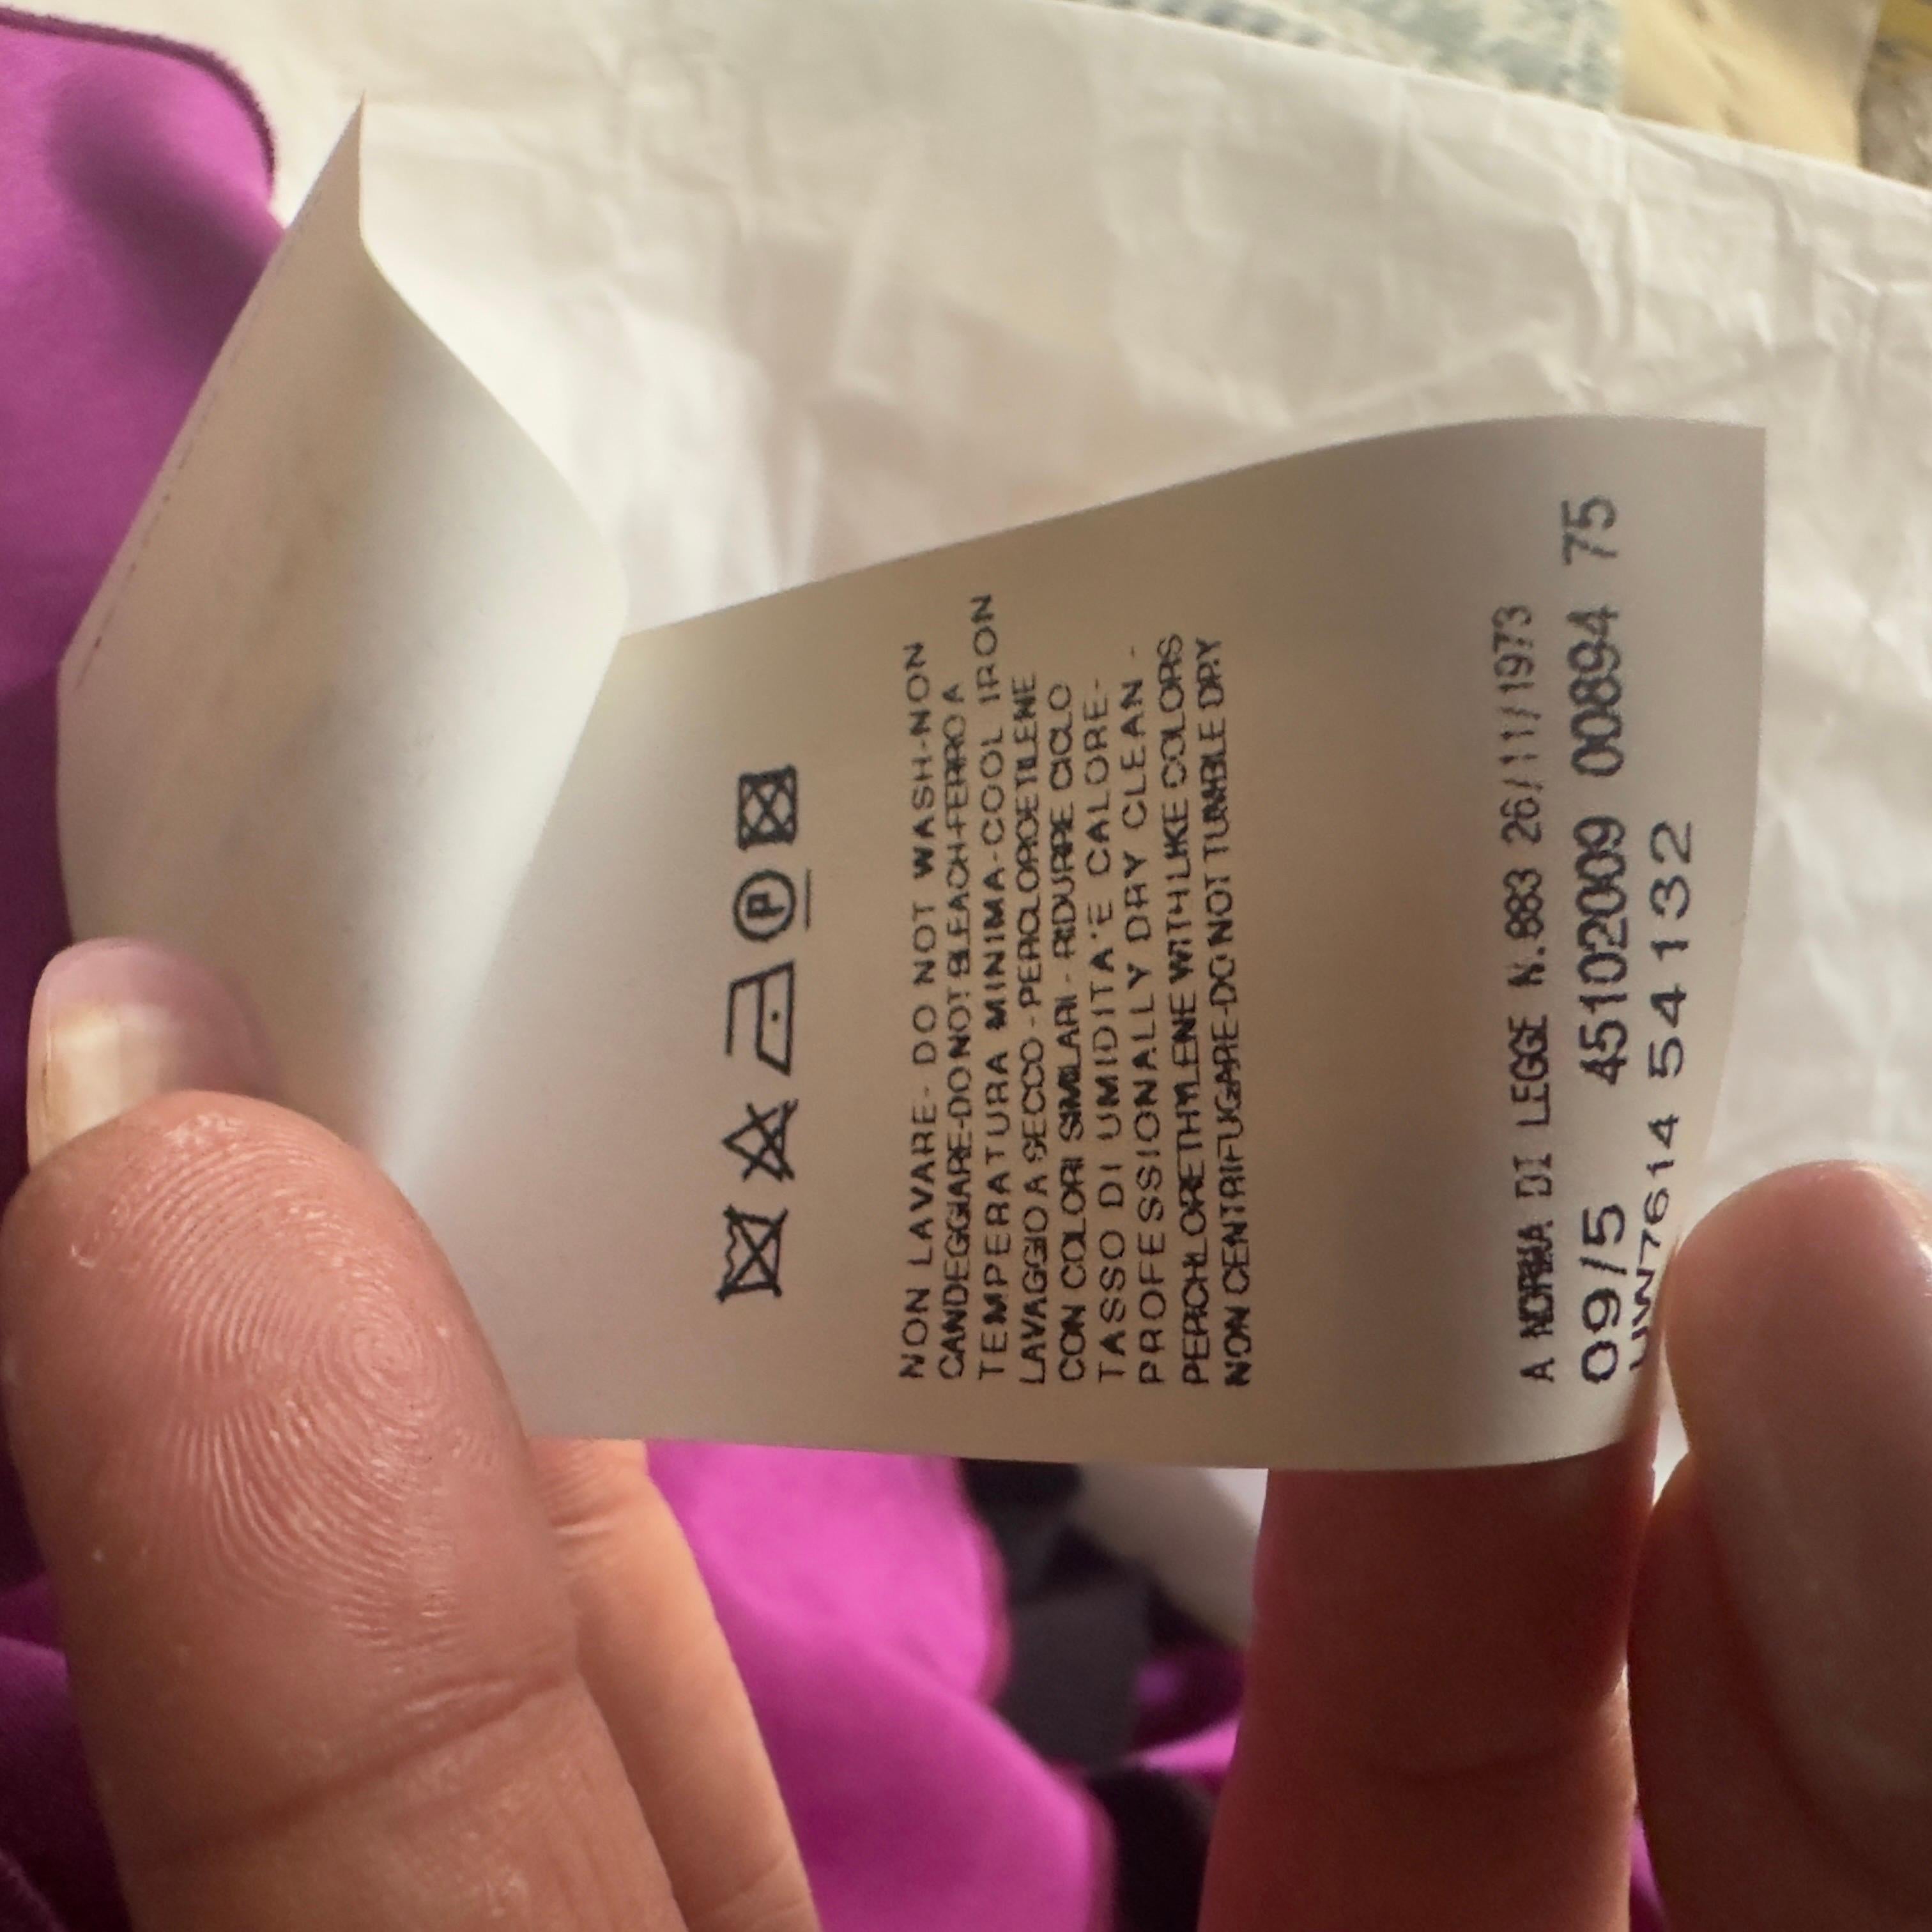 P
NON LAVARE- DO NOT WASH-NON
CANDEGGIARE-DO NOT BLEACH-FERRO A
TEMPERATURA MINIMA-COOL IRON
LAVAGGIO A SECCO - PERCLOROETILENE
CON COLORI SIMILARI - RIDURRE CICLO
TASSO DI UMIDITA'E CALORE-
PROFESSIONALLY DRY CLEAN -
PERCHLORETHYLENE WITH LIKE COLORS
NON CENTRIFUGARE-DO NOT TUMBLE DRY
A NORMA DI LEGGE N.883 26/11/1973
09/5 45102009 00894 75
54132